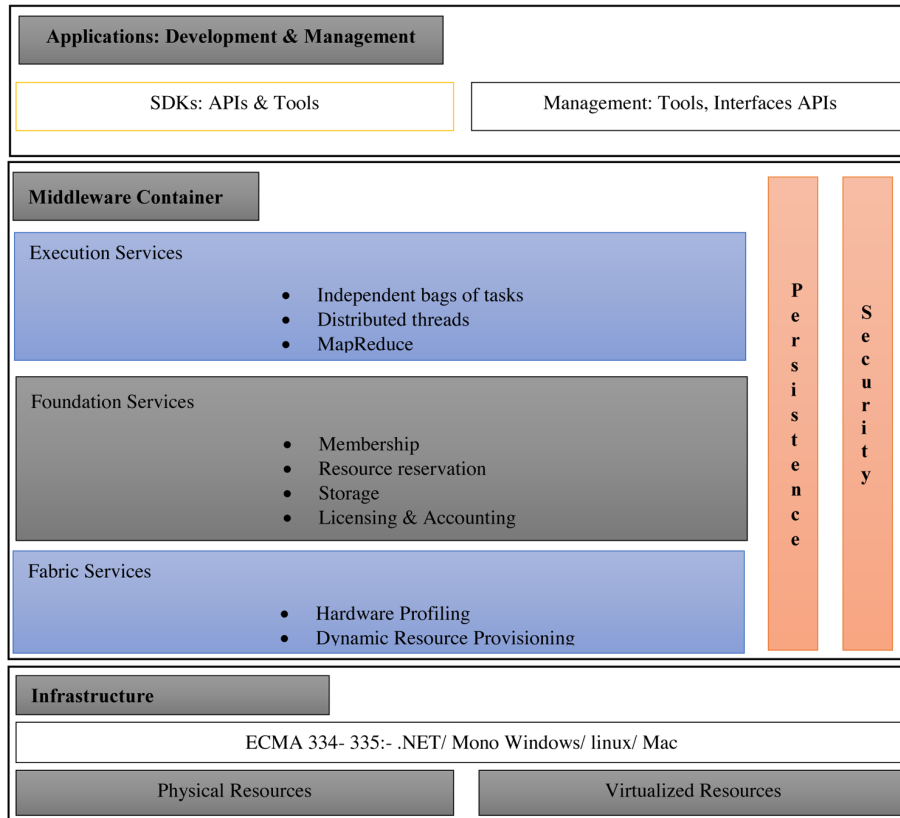 Applications: Development & Management
SDKs: APIs & Tools
Management: Tools, Interfaces APIs
Middleware Container
Execution Services
• Independent bags of tasks
• Distributed threads
• MapReduce
Foundation Services
• Membership
• Resource reservation
• Storage
• Licensing & Accounting
Fabric Services
• Hardware Profiling
• Dynamic Resource Provisioning
Persistence
Security
Infrastructure
ECMA 334- 335:- .NET/ Mono Windows/ linux/ Mac
Physical Resources
Virtualized Resources